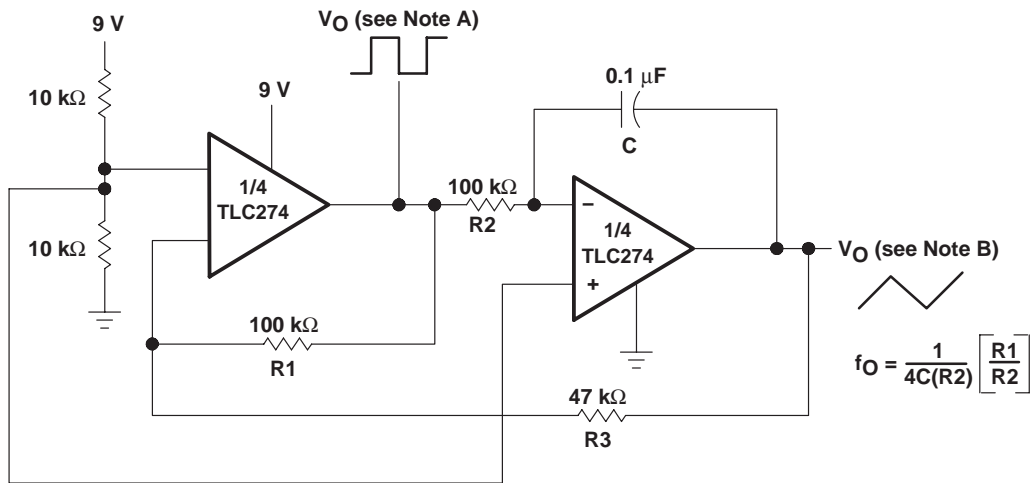 VO (see Note A)
9 V
10 kΩ
9 V
1/4
TLC274
10 kΩ
100 kΩ
R1
100 kΩ
R2
0.1 μF
C
−
1/4
TLC274
+
VO (see Note B)
47 kΩ
R3
fO = 1/4C(R2) [R1/R2]